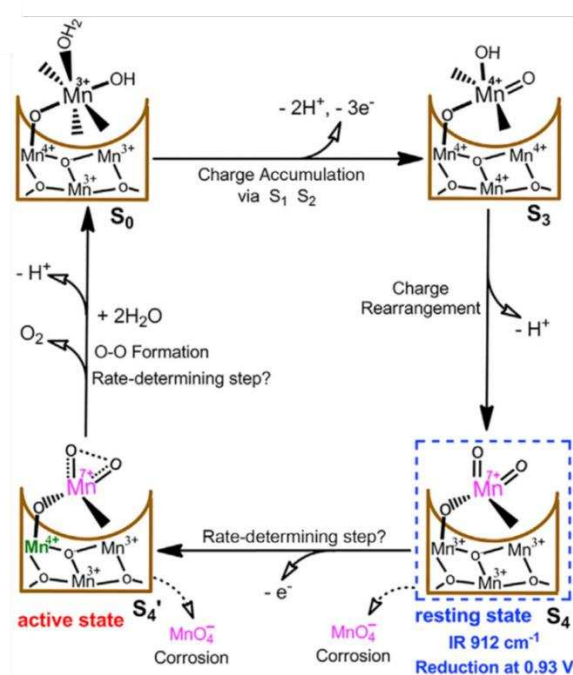 OH₂
3+
Mn
OH
O
Mn⁴⁺
O
Mn³⁺
O
Mn³⁺
O
S₀
- 2H⁺, - 3e⁻
Charge Accumulation
via S₁ S₂
OH
4+
Mn
O
O
Mn⁴⁺
O
Mn⁴⁺
O
Mn⁴⁺
O
S₃
Charge
Rearrangement
- H⁺
- H⁺
+ 2H₂O
O₂
O-O Formation
Rate-determining step?
O
O
7+
Mn
O
Mn⁴⁺
O
Mn³⁺
O
Mn³⁺
O
active state
S₄'
MnO₄⁻
Corrosion
Rate-determining step?
- e⁻
MnO₄⁻
Corrosion
O
O
7+
Mn
O
Mn³⁺
O
Mn³⁺
O
Mn³⁺
O
resting state
S₄
IR 912 cm⁻¹
Reduction at 0.93 V